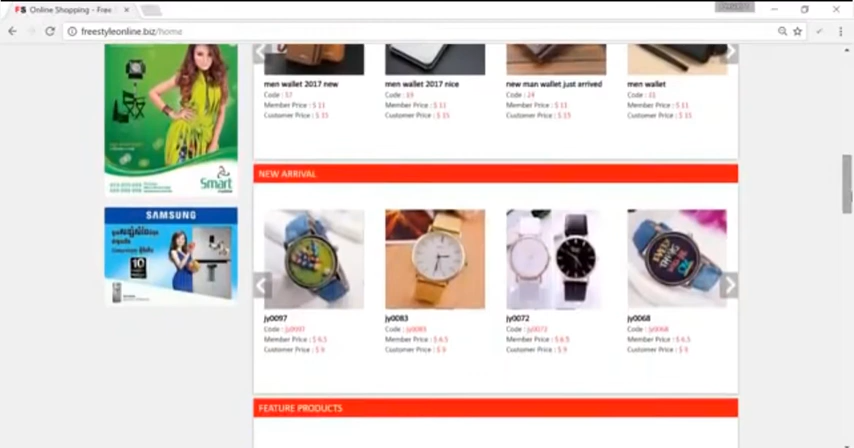 FS Online Shopping - Free
freestyleonline.biz/home
men wallet 2017 new
Code : 17
Member Price : $ 11
Customer Price : $ 15
men wallet 2017 nice
Code : 19
Member Price : $ 11
Customer Price : $ 15
new man wallet just arrived
Code : 24
Member Price : $ 11
Customer Price : $ 15
men wallet
Member Price : $ 11
Customer Price : $ 15
Smart
SAMSUNG
10
NEW ARRIVAL
jy0097
Code : jy0097
Member Price : $ 6.5
Customer Price : $ 9
jy0083
Code : jy0083
Member Price : $ 6.5
Customer Price : $ 9
jy0072
Code : jy0072
Member Price : $ 6.5
Customer Price : $ 9
jy0068
Code : jy0068
Member Price : $ 6.5
Customer Price : $ 9
FEATURE PRODUCTS